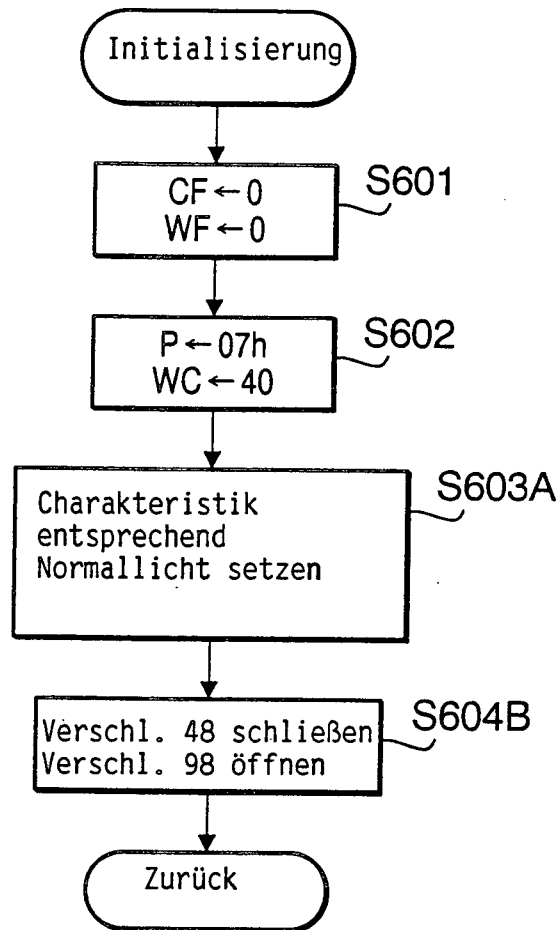 Initialisierung
CF←0
WF←0
S601
P←07h
WC←40
S602
Charakteristik
entsprechend
Normallicht setzen
S603A
Verschl. 48 schließen
Verschl. 98 öffnen
S604B
Zurück